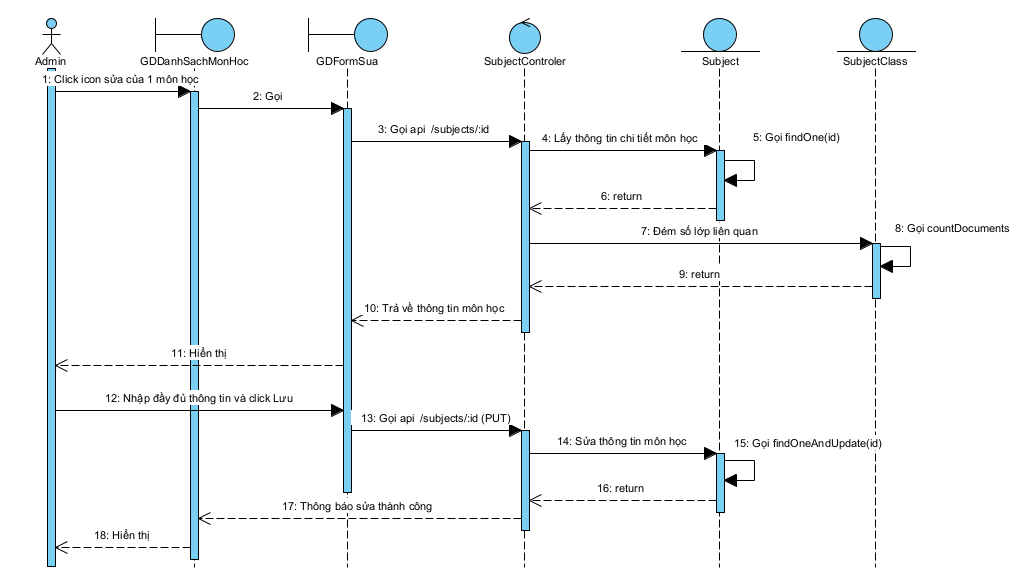 Admin
GDDanhSachMonHoc
GDFormSua
SubjectControler
Subject
SubjectClass
1: Click icon sửa của 1 môn học
2: Gọi
3: Gọi api /subjects/:id
4: Lấy thông tin chi tiết môn học
5: Gọi findOne(id)
6: return
7: Đém số lớp liên quan
8: Gọi countDocuments
9: return
10: Trả về thông tin môn học
11: Hiển thị
12: Nhập đầy đủ thông tin và click Lưu
13: Gọi api /subjects/:id (PUT)
14: Sửa thông tin môn học
15: Gọi findOneAndUpdate(id)
16: return
17: Thông báo sửa thành công
18: Hiển thị